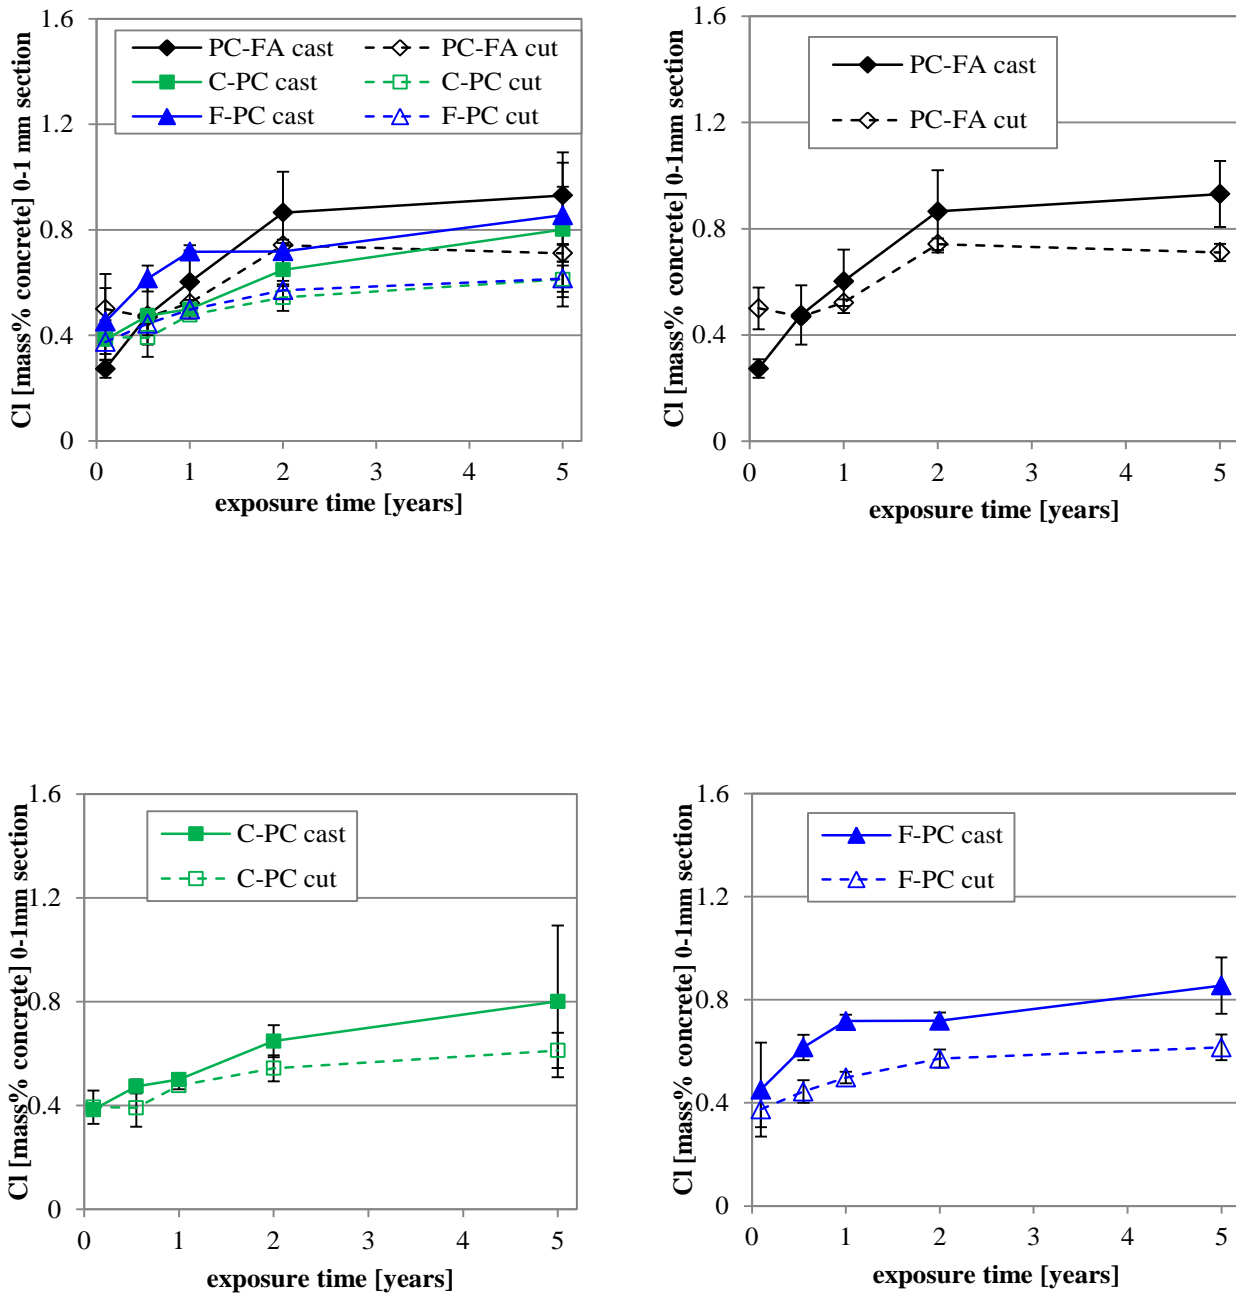 1.6
1.2
0.8
0.4
0
Cl [mass% concrete] 0-1 mm section
PC-FA cast
PC-FA cut
C-PC cast
C-PC cut
F-PC cast
F-PC cut
0 1 2 3 4 5
exposure time [years]
1.6
1.2
0.8
0.4
0
Cl [mass% concrete] 0-1mm section
PC-FA cast
PC-FA cut
0 1 2 3 4 5
exposure time [years]
1.6
1.2
0.8
0.4
0
Cl [mass% concrete] 0-1mm section
C-PC cast
C-PC cut
0 1 2 3 4 5
exposure time [years]
1.6
1.2
0.8
0.4
0
Cl [mass% concrete] 0-1mm section
F-PC cast
F-PC cut
0 1 2 3 4 5
exposure time [years]